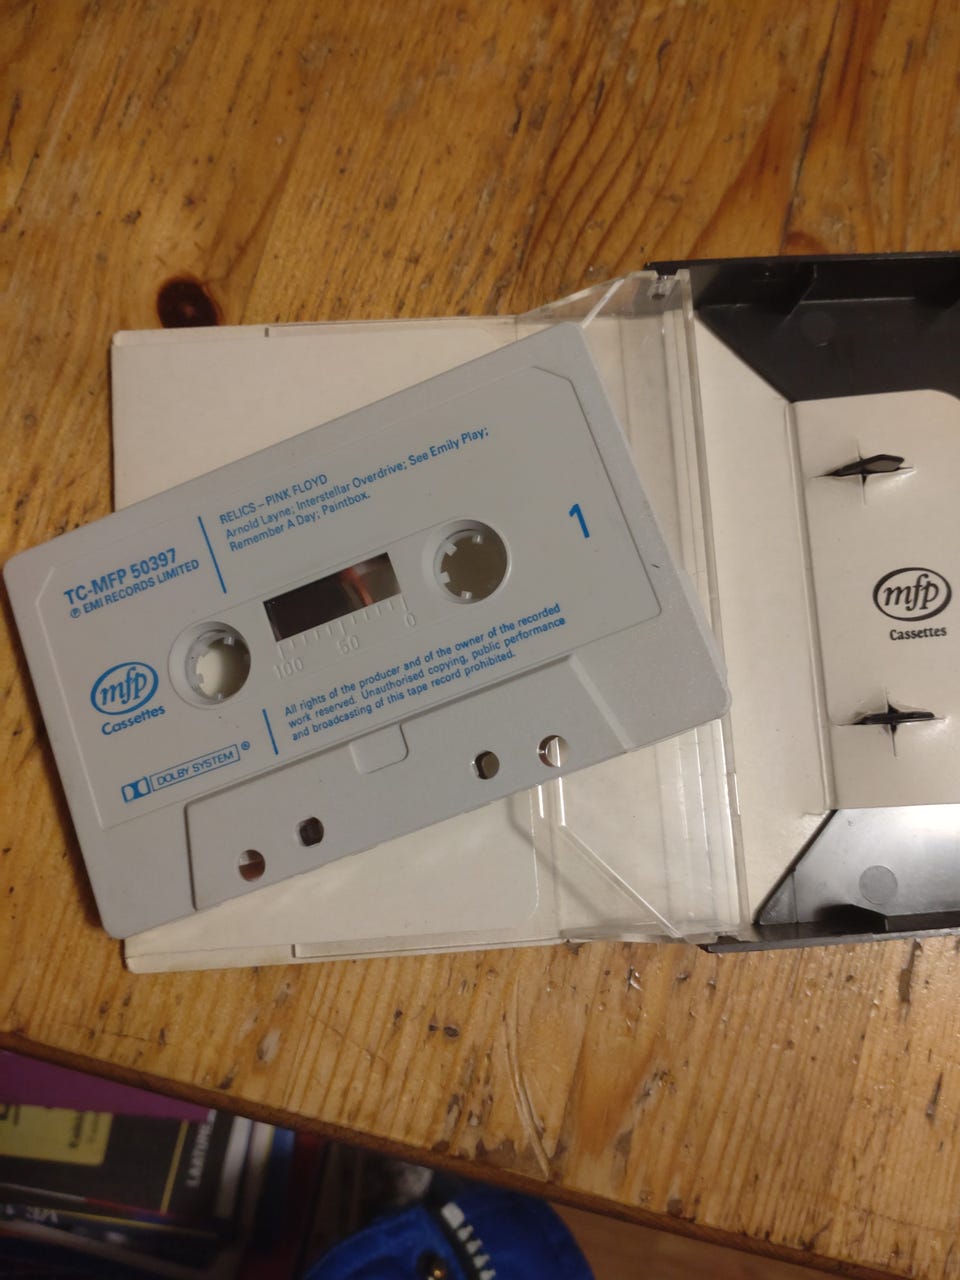 RELICS – PINK FLOYD
Arnold Layne; Interstellar Overdrive; See Emily Play;
Remember A Day; Paintbox.
TC-MFP 50397
℗ EMI RECORDS LIMITED
1
100 50 0
mfp
Cassettes
All rights of the producer and of the owner of the recorded
work reserved. Unauthorised copying, public performance
and broadcasting of this tape record prohibited.
DOLBY SYSTEM ®
mfp
Cassettes